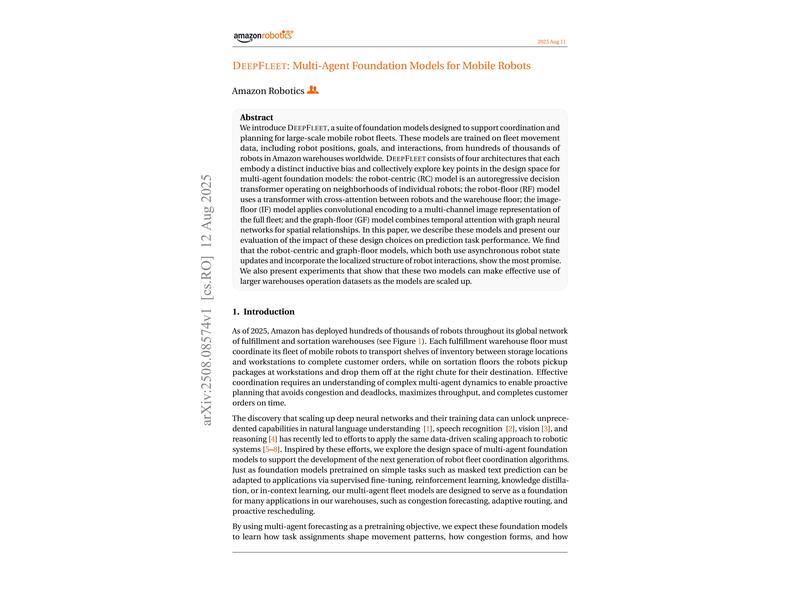 amazon robotics
2025 Aug 11
DEEPFLEET: Multi-Agent Foundation Models for Mobile Robots
Amazon Robotics
Abstract
We introduce DEEPFLEET, a suite of foundation models designed to support coordination and
planning for large-scale mobile robot fleets. These models are trained on fleet movement
data, including robot positions, goals, and interactions, from hundreds of thousands of
robots in Amazon warehouses worldwide. DEEPFLEET consists of four architectures that each
embody a distinct inductive bias and collectively explore key points in the design space for
multi-agent foundation models: the robot-centric (RC) model is an autoregressive decision
transformer operating on neighborhoods of individual robots; the robot-floor (RF) model
uses a transformer with cross-attention between robots and the warehouse floor; the image-
floor (IF) model applies convolutional encoding to a multi-channel image representation of
the full fleet; and the graph-floor (GF) model combines temporal attention with graph neural
networks for spatial relationships. In this paper, we describe these models and present our
evaluation of the impact of these design choices on prediction task performance. We find
that the robot-centric and graph-floor models, which both use asynchronous robot state
updates and incorporate the localized structure of robot interactions, show the most promise.
We also present experiments that show that these two models can make effective use of
larger warehouses operation datasets as the models are scaled up.
1. Introduction
As of 2025, Amazon has deployed hundreds of thousands of robots throughout its global network
of fulfillment and sortation warehouses (see Figure 1). Each fulfillment warehouse floor must
coordinate its fleet of mobile robots to transport shelves of inventory between storage locations
and workstations to complete customer orders, while on sortation floors the robots pickup
packages at workstations and drop them off at the right chute for their destination. Effective
coordination requires an understanding of complex multi-agent dynamics to enable proactive
planning that avoids congestion and deadlocks, maximizes throughput, and completes customer
orders on time.
The discovery that scaling up deep neural networks and their training data can unlock unprece-
dented capabilities in natural language understanding [1], speech recognition [2], vision [3], and
reasoning [4] has recently led to efforts to apply the same data-driven scaling approach to robotic
systems [5–8]. Inspired by these efforts, we explore the design space of multi-agent foundation
models to support the development of the next generation of robot fleet coordination algorithms.
Just as foundation models pretrained on simple tasks such as masked text prediction can be
adapted to applications via supervised fine-tuning, reinforcement learning, knowledge distilla-
tion, or in-context learning, our multi-agent fleet models are designed to serve as a foundation
for many applications in our warehouses, such as congestion forecasting, adaptive routing, and
proactive rescheduling.
By using multi-agent forecasting as a pretraining objective, we expect these foundation models
to learn how task assignments shape movement patterns, how congestion forms, and how
arXiv:2508.08574v1 [cs.RO] 12 Aug 2025